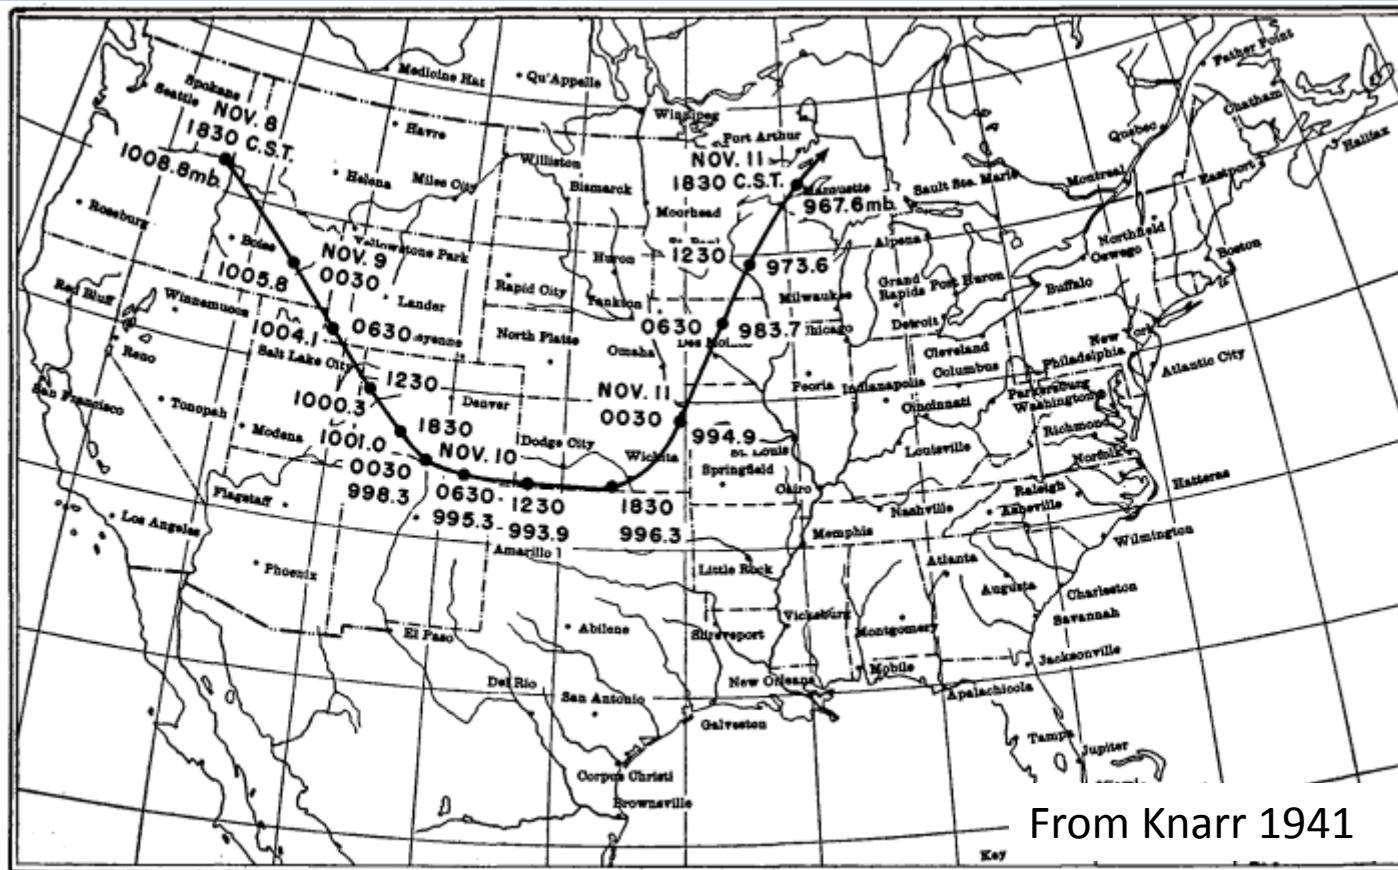 Father Point
Medicine Hat
Qu'Appelle
Spokane
Seattle
NOV. 8
1830 C.S.T.
1008.8mb.
Havre
Winnipeg
Port Arthur
Chatham
Quebec
Halifax
Williston
NOV. 11
1830 C.S.T.
Helena
Miles City
Bismarck
Marquette
967.6mb.
Sault Ste. Marie
Montreal
Eastport
Roseburg
Moorhead
Boise
Yellowstone Park
NOV. 9
0030
1005.8
Huron
1230
973.6
Alpena
Northfield
Oswego
Boston
Red Bluff
Winnemucca
Lander
Rapid City
Yankton
Milwaukee
Grand
Rapids
Port Huron
Buffalo
1004.1
0630
North Platte
0630
983.7
Detroit
New York
Reno
Salt Lake City
Omaha
Cleveland
Columbus
Philadelphia
Atlantic City
San Francisco
Tonopah
1000.3
1230
Denver
NOV. 11
0030
Peoria
Indianapolis
Cincinnati
Parkersburg
Washington
Modena
1001.0
1830
NOV. 10
Dodge City
Wichita
994.9
St. Louis
Springfield
Louisville
Richmond
Norfolk
0030
998.3
Flagstaff
0630
995.3
1230
993.9
1830
996.3
Cairo
Nashville
Raleigh
Asheville
Hatteras
Los Angeles
Amarillo
Memphis
Wilmington
Phoenix
Little Rock
Atlanta
Augusta
Charleston
Savannah
El Paso
Abilene
Shreveport
Vicksburg
Montgomery
Jacksonville
Del Rio
San Antonio
New Orleans
Mobile
Apalachicola
Galveston
Tampa
Jupiter
Corpus Christi
Brownsville
From Knarr 1941
Key